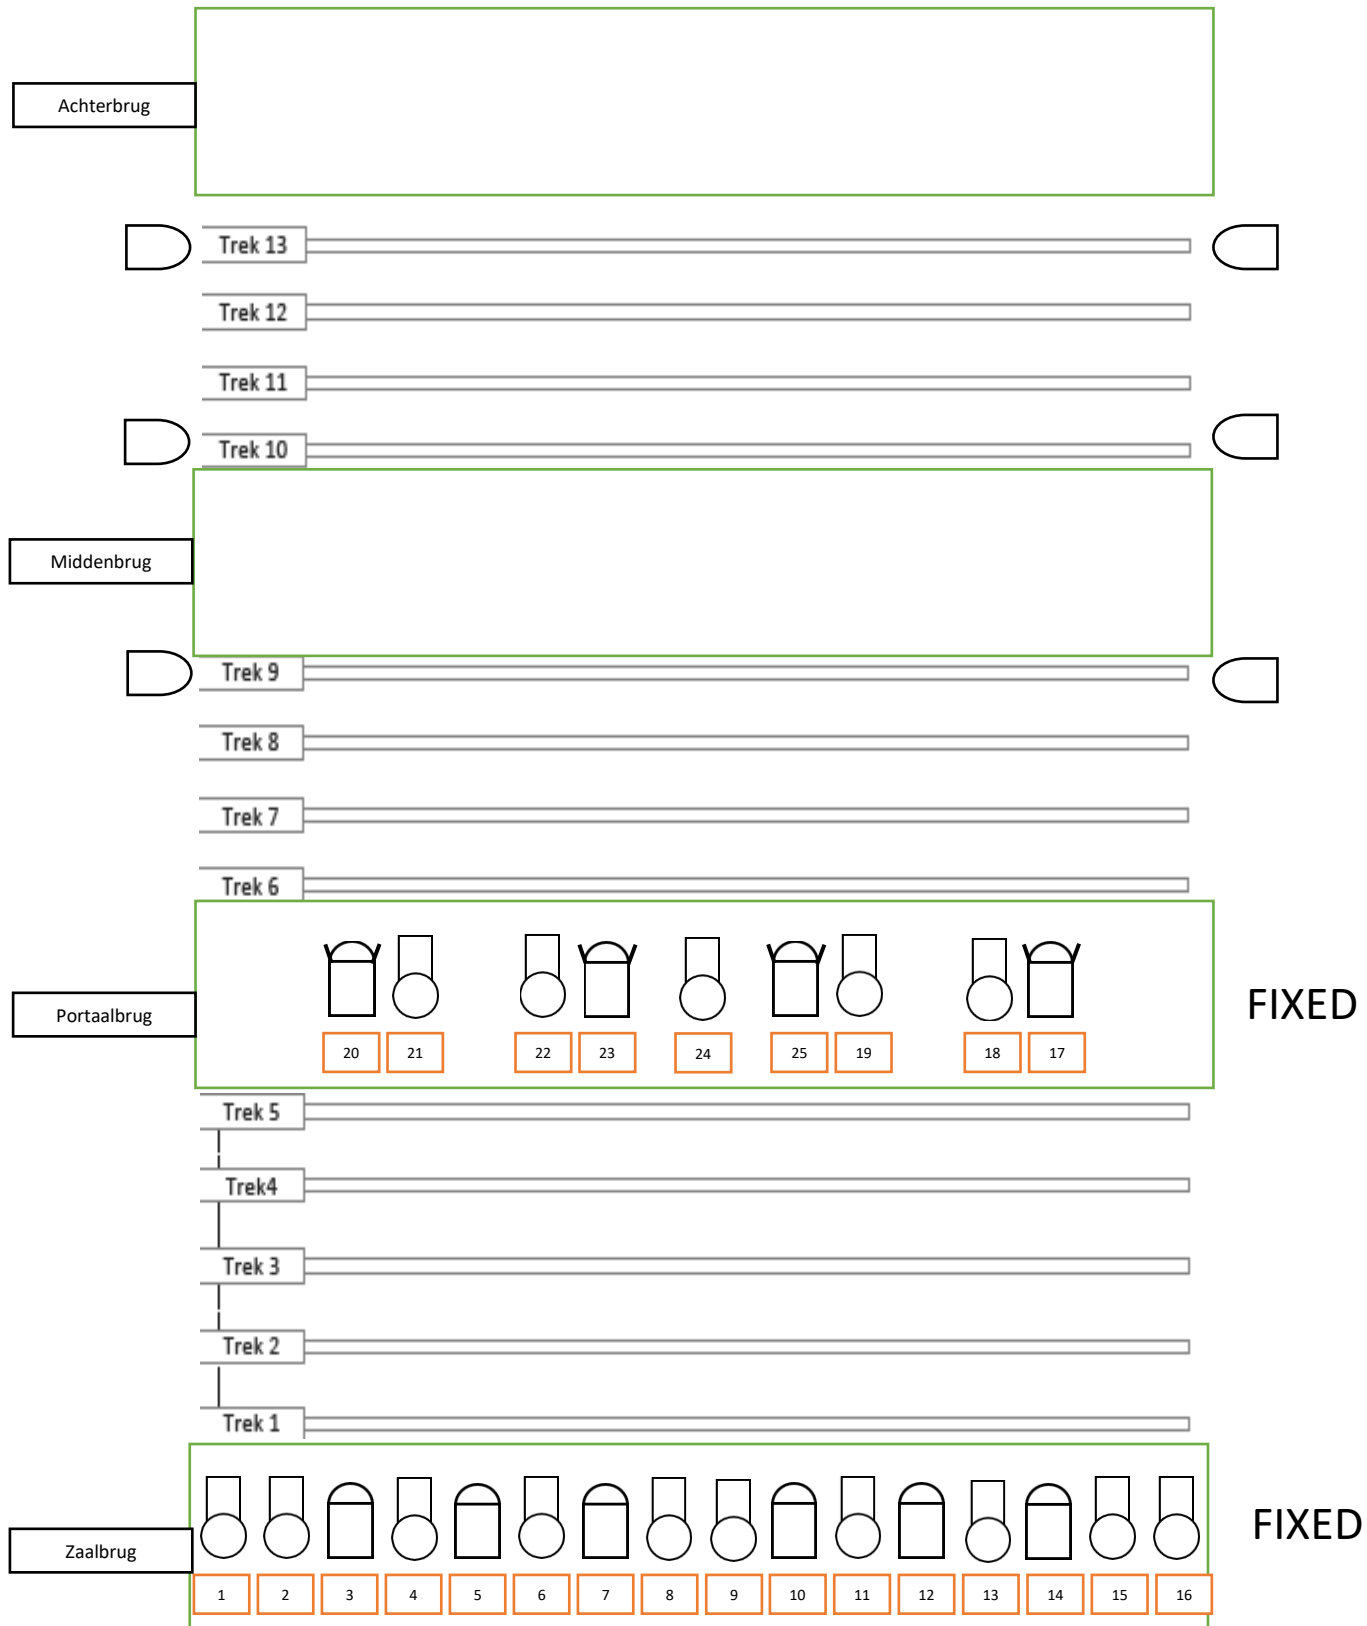 Achterbrug
Trek 13
Trek 12
Trek 11
Trek 10
Middenbrug
Trek 9
Trek 8
Trek 7
Trek 6
Portaalbrug
FIXED
20 21 22 23 24 25 19 18 17
Trek 5
Trek4
Trek 3
Trek 2
Trek 1
Zaalbrug
FIXED
1 2 3 4 5 6 7 8 9 10 11 12 13 14 15 16